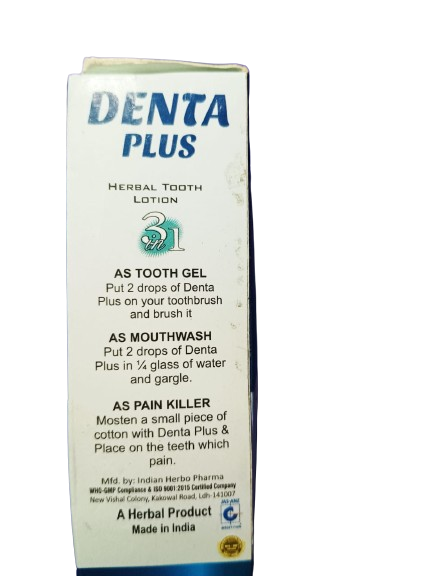 DENTA
PLUS
HERBAL TOOTH
LOTION
3 in 1
AS TOOTH GEL
Put 2 drops of Denta
Plus on your toothbrush
and brush it
AS MOUTHWASH
Put 2 drops of Denta
Plus in ¼ glass of water
and gargle.
AS PAIN KILLER
Mosten a small piece of
cotton with Denta Plus &
Place on the teeth which
pain.
Mfd. by: Indian Herbo Pharma
WHS-GMP Compliance & ISO 9001:2015 Certified Company
New Vishal Colony, Kakowal Road, Ldh-141007
A Herbal Product
Made in India